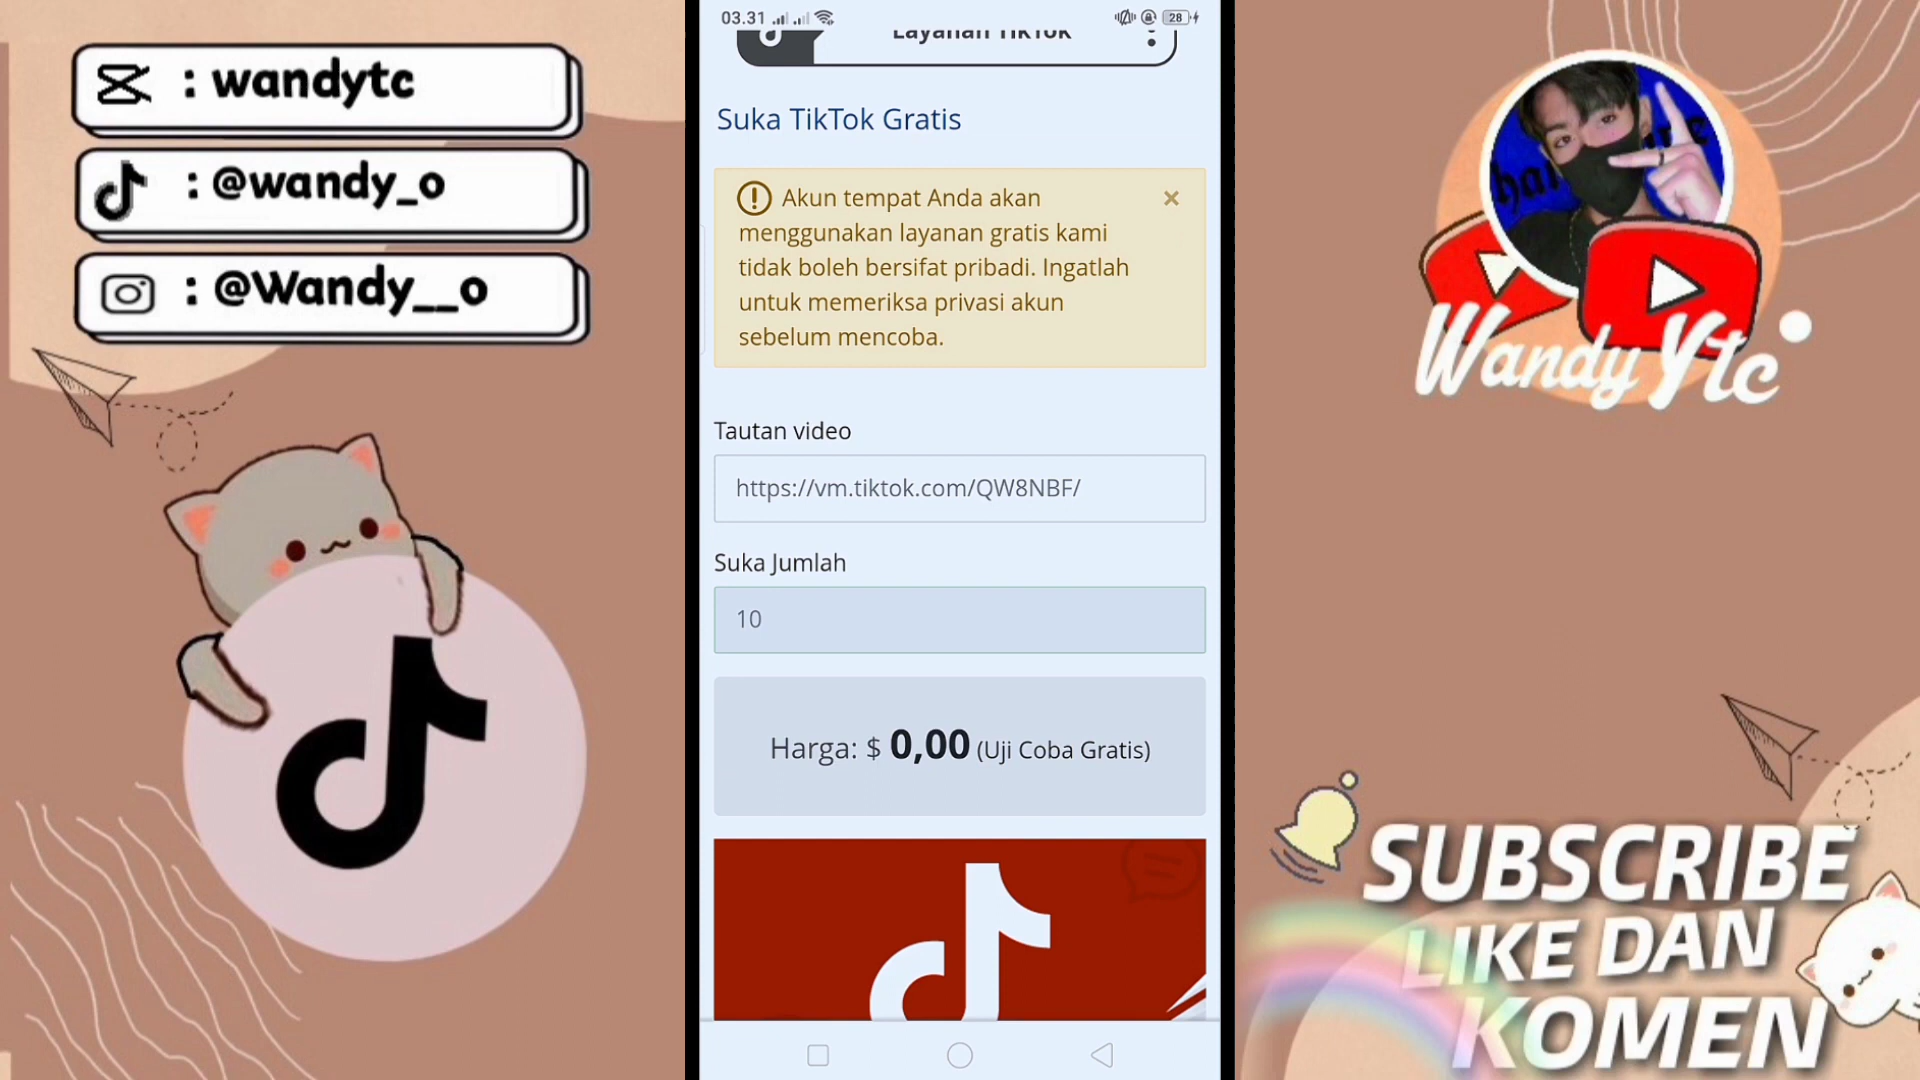 : wandytc
: @wandy_o
: @Wandy__o
03.31
28
Layanan TikTok
Suka TikTok Gratis
Akun tempat Anda akan
menggunakan layanan gratis kami
tidak boleh bersifat pribadi. Ingatlah
untuk memeriksa privasi akun
sebelum mencoba.
Tautan video
https://vm.tiktok.com/QW8NBF/
Suka Jumlah
10
Harga: $ 0,00 (Uji Coba Gratis)
Wandy Ytc
SUBSCRIBE
LIKE DAN
KOMEN